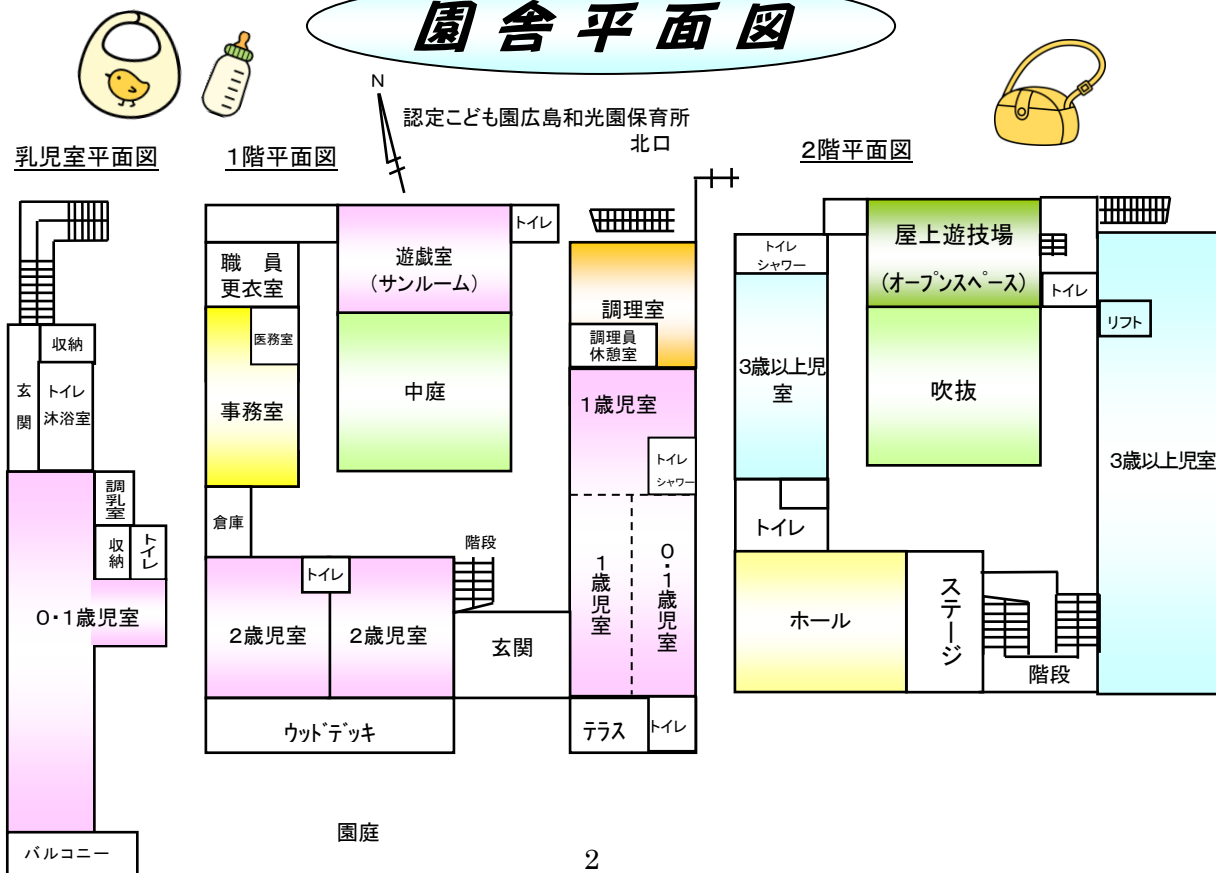 園舎平面図
N
認定こども園広島和光園保育所
北口
乳児室平面図
1階平面図
2階平面図
収納
玄関
トイレ
沐浴室
調乳室
収納
トイレ
0・1歳児室
バルコニー
トイレ
遊戯室
(サンルーム)
職 員
更衣室
医務室
事務室
中庭
調理室
調理員
休憩室
1歳児室
トイレ
シャワー
倉庫
階段
1歳児室
0・1歳児室
トイレ
2歳児室
2歳児室
玄関
ウッドデッキ
テラス
トイレ
園庭
屋上遊技場
(オープンスペース)
トイレ
シャワー
トイレ
リフト
3歳以上児
室
吹抜
3歳以上児室
トイレ
ホール
ステージ
階段
2